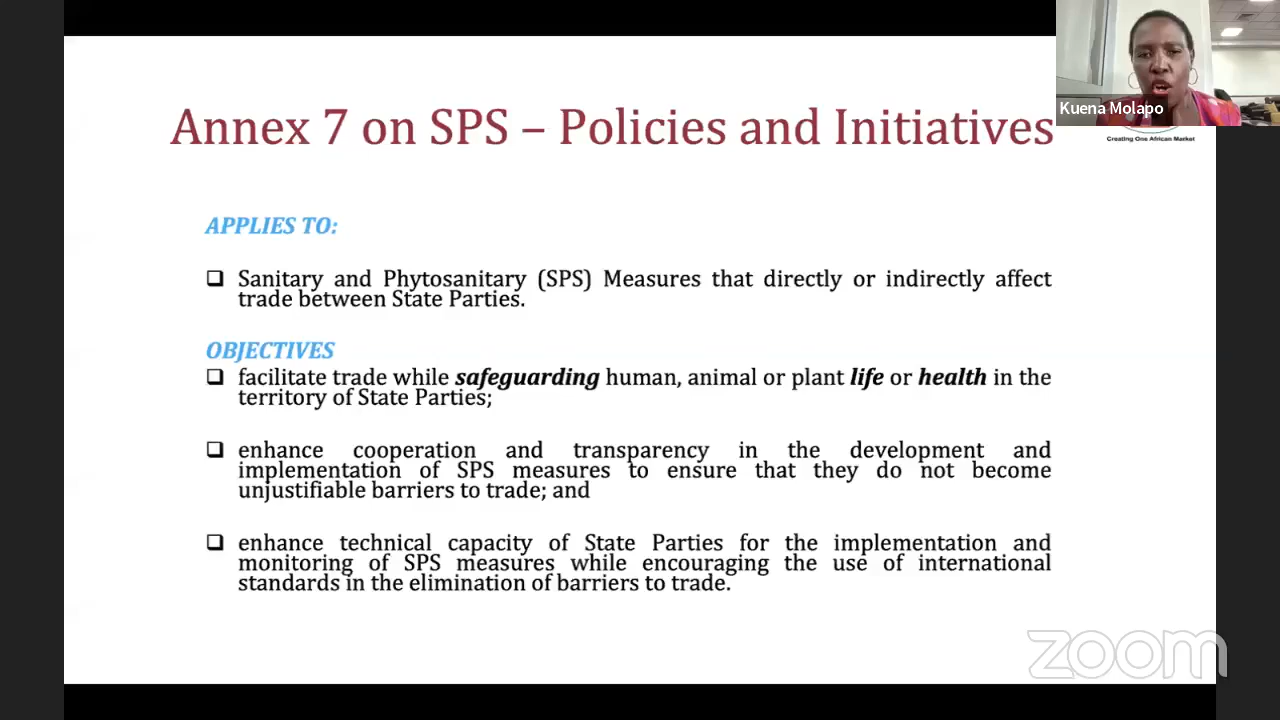 Kuena Molapo
Creating One African Market
Annex 7 on SPS – Policies and Initiatives
APPLIES TO:
❑ Sanitary and Phytosanitary (SPS) Measures that directly or indirectly affect
trade between State Parties.
OBJECTIVES
❑ facilitate trade while safeguarding human, animal or plant life or health in the
territory of State Parties;
❑ enhance cooperation and transparency in the development and
implementation of SPS measures to ensure that they do not become
unjustifiable barriers to trade; and
❑ enhance technical capacity of State Parties for the implementation and
monitoring of SPS measures while encouraging the use of international
standards in the elimination of barriers to trade.
zoom